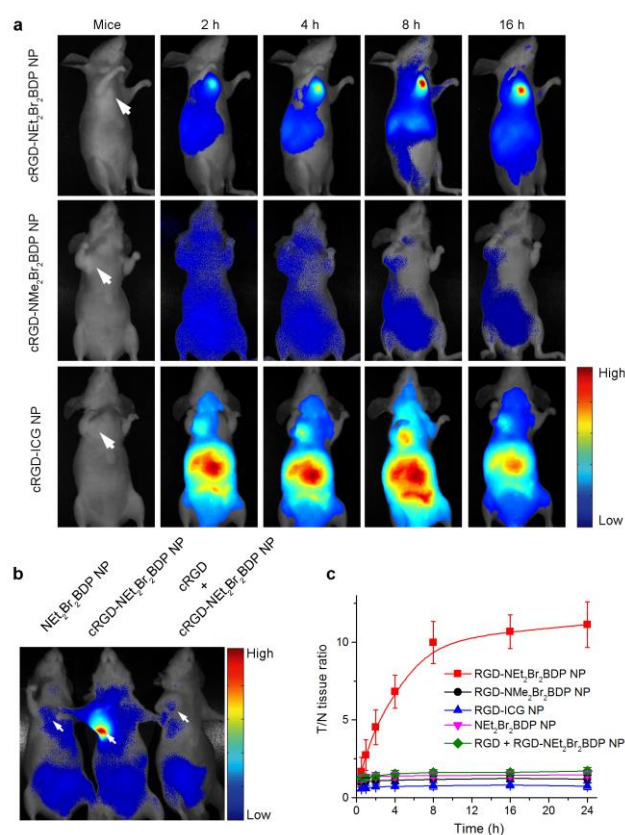 a
Mice 2 h 4 h 8 h 16 h
cRGD-NEt₂Br₂BDP NP
cRGD-NMe₂Br₂BDP NP
cRGD-ICG NP
High
Low
b
NEt₂Br₂BDP NP
cRGD-NEt₂Br₂BDP NP
cRGD
+
cRGD-NEt₂Br₂BDP NP
High
Low
c
T/N tissue ratio
10
5
0
RGD-NEt₂Br₂BDP NP
RGD-NMe₂Br₂BDP NP
RGD-ICG NP
NEt₂Br₂BDP NP
RGD + RGD-NEt₂Br₂BDP NP
0 4 8 12 16 20 24
Time (h)